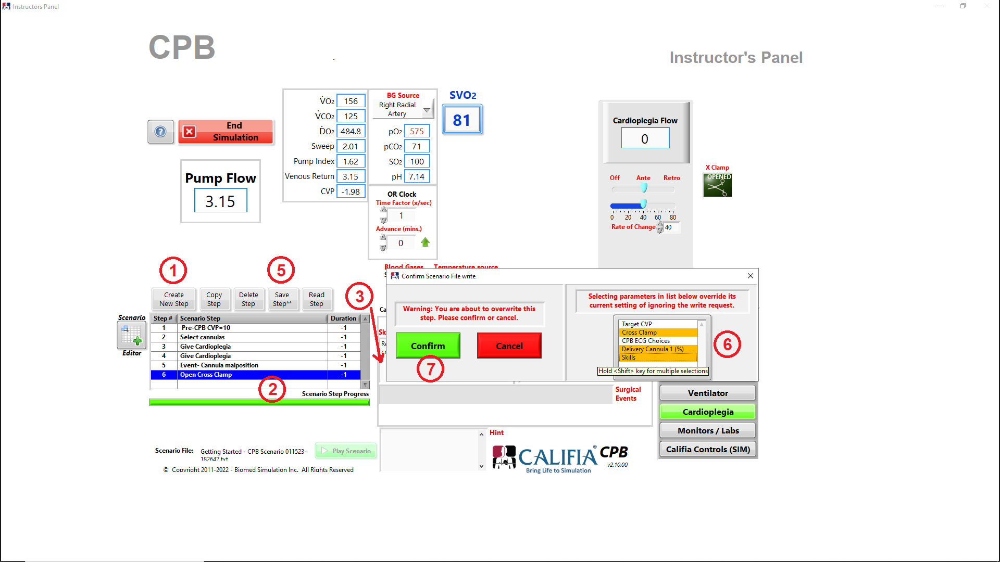 Instructors Panel
CPB
Instructor's Panel
V̇O2 156
V̇CO2 125
ḊO2 484.8
Sweep 2.01
Pump Index 1.62
Venous Return 3.15
CVP -1.98
BG Source
Right Radial
Artery
pO2 575
pCO2 71
SO2 100
pH 7.14
SVO2
81
?
End
Simulation
Pump Flow
3.15
OR Clock
Time Factor (x/sec)
1
Advance (mins.)
0
Cardioplegia Flow
0
Off Ante Retro
0 20 40 60 80
Rate of Change 40
X Clamp
OPENED
1
5
3
Create
New Step
Copy
Step
Delete
Step
Save
Step**
Read
Step
Scenario
Editor
Step # Scenario Step Duration
1 Pre-CPB CVP=10 -1
2 Select cannulas -1
3 Give Cardioplegia -1
4 Give Cardioplegia -1
5 Event- Cannula malposition -1
6 Open Cross Clamp -1
2
Scenario Step Progress
Blood Gases Temperature source
Ca
Sk
Confirm Scenario File write
Warning: You are about to overwrite this
step. Please confirm or cancel.
Confirm
Cancel
7
Selecting parameters in list below override its
current setting of ignoring the write request.
Target CVP
Cross Clamp
CPB ECG Choices
Delivery Cannula 1 (%)
Skills
Hold <Shift> key for multiple selections
6
Surgical
Events
Ventilator
Cardioplegia
Monitors / Labs
Califia Controls (SIM)
Hint
Scenario File: Getting Started - CPB Scenario 011523-
182647.txt
Play Scenario
© Copyright 2011-2022 - Biomed Simulation Inc. All Rights Reserved
CALIFIA® CPB
Bring Life to Simulation
v2.10.00